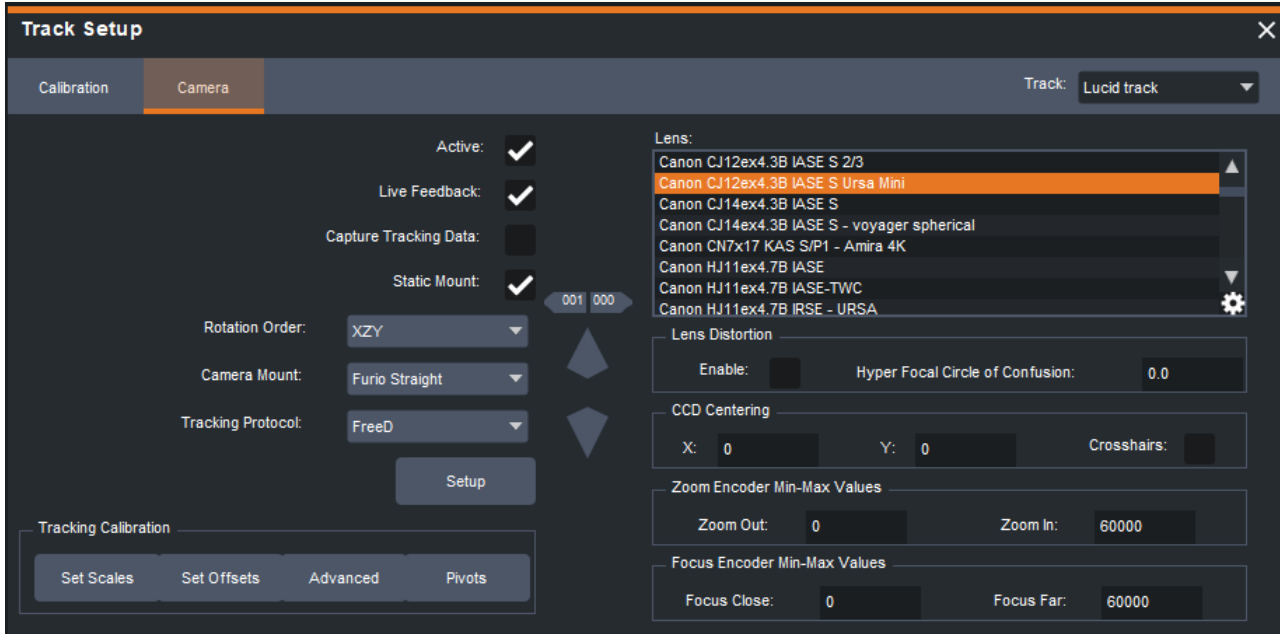 Track Setup
Calibration
Camera
Track:
Lucid track
Active:
Live Feedback:
Capture Tracking Data:
Static Mount:
001 000
Rotation Order:
XZY
Camera Mount:
Furio Straight
Tracking Protocol:
FreeD
Setup
Tracking Calibration
Set Scales
Set Offsets
Advanced
Pivots
Lens:
Canon CJ12ex4.3B IASE S 2/3
Canon CJ12ex4.3B IASE S Ursa Mini
Canon CJ14ex4.3B IASE S
Canon CJ14ex4.3B IASE S - voyager spherical
Canon CN7x17 KAS S/P1 - Amira 4K
Canon HJ11ex4.7B IASE
Canon HJ11ex4.7B IASE-TWC
Canon HJ11ex4.7B IRSE - URSA
Lens Distortion
Enable:
Hyper Focal Circle of Confusion:
0.0
CCD Centering
X:
0
Y:
0
Crosshairs:
Zoom Encoder Min-Max Values
Zoom Out:
0
Zoom In:
60000
Focus Encoder Min-Max Values
Focus Close:
0
Focus Far:
60000